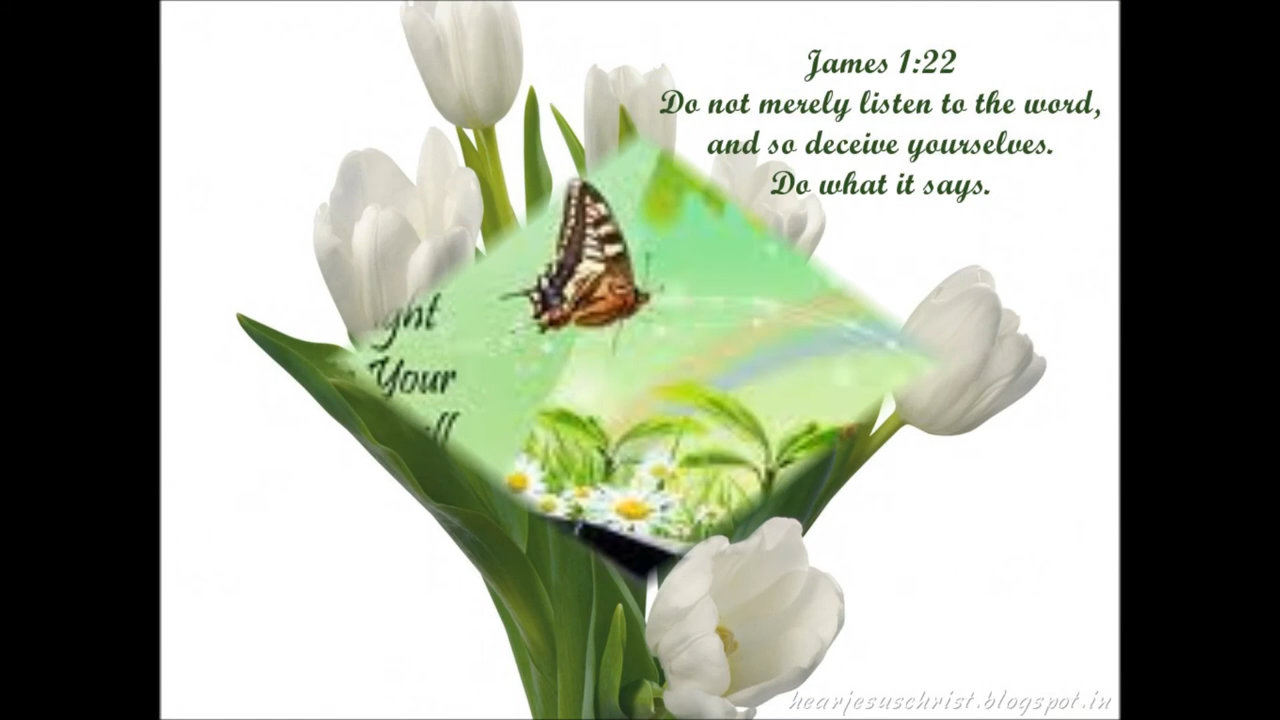 James 1:22
Do not merely listen to the word,
and so deceive yourselves.
Do what it says.
Your
hearjesuschrist.blogspot.in